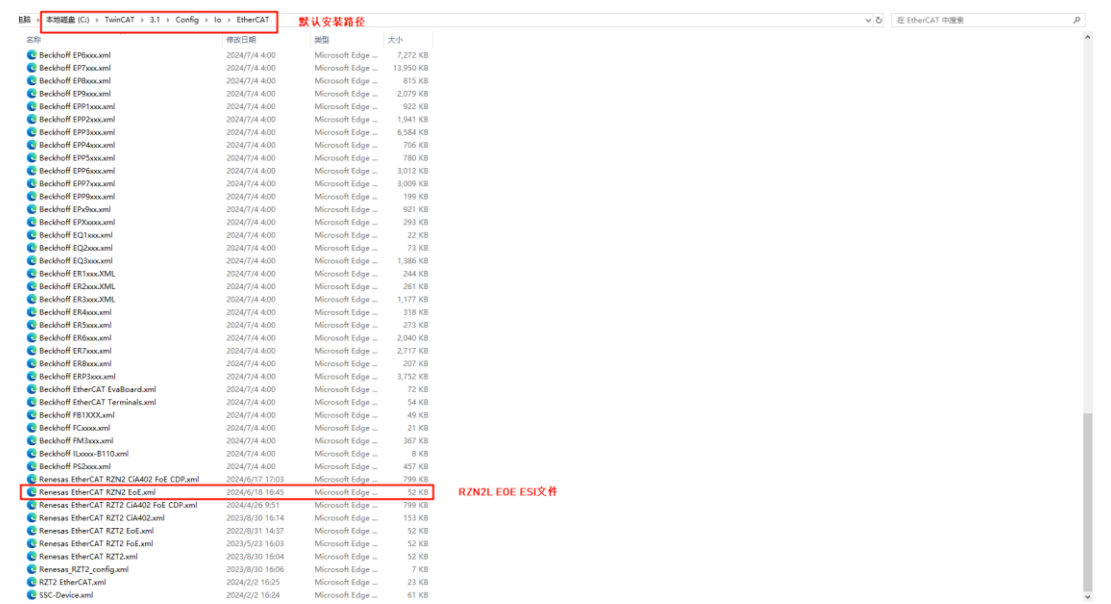 电脑 › 本地磁盘 (C:) › TwinCAT › 3.1 › Config › Io › EtherCAT 默认安装路径 在 EtherCAT 中搜索
名称 修改日期 类型 大小
Beckhoff EP6xxx.xml 2024/7/4 4:00 Microsoft Edge ... 7,272 KB
Beckhoff EP7xxx.xml 2024/7/4 4:00 Microsoft Edge ... 13,950 KB
Beckhoff EP8xxx.xml 2024/7/4 4:00 Microsoft Edge ... 815 KB
Beckhoff EP9xxx.xml 2024/7/4 4:00 Microsoft Edge ... 2,079 KB
Beckhoff EPP1xxx.xml 2024/7/4 4:00 Microsoft Edge ... 922 KB
Beckhoff EPP2xxx.xml 2024/7/4 4:00 Microsoft Edge ... 1,941 KB
Beckhoff EPP3xxx.xml 2024/7/4 4:00 Microsoft Edge ... 6,584 KB
Beckhoff EPP4xxx.xml 2024/7/4 4:00 Microsoft Edge ... 706 KB
Beckhoff EPP5xxx.xml 2024/7/4 4:00 Microsoft Edge ... 780 KB
Beckhoff EPP6xxx.xml 2024/7/4 4:00 Microsoft Edge ... 3,012 KB
Beckhoff EPP7xxx.xml 2024/7/4 4:00 Microsoft Edge ... 3,009 KB
Beckhoff EPP9xxx.xml 2024/7/4 4:00 Microsoft Edge ... 199 KB
Beckhoff EPx9xx.xml 2024/7/4 4:00 Microsoft Edge ... 921 KB
Beckhoff EPXxxxx.xml 2024/7/4 4:00 Microsoft Edge ... 293 KB
Beckhoff EQ1xxx.xml 2024/7/4 4:00 Microsoft Edge ... 22 KB
Beckhoff EQ2xxx.xml 2024/7/4 4:00 Microsoft Edge ... 73 KB
Beckhoff EQ3xxx.xml 2024/7/4 4:00 Microsoft Edge ... 1,386 KB
Beckhoff ER1xxx.XML 2024/7/4 4:00 Microsoft Edge ... 244 KB
Beckhoff ER2xxx.XML 2024/7/4 4:00 Microsoft Edge ... 261 KB
Beckhoff ER3xxx.XML 2024/7/4 4:00 Microsoft Edge ... 1,177 KB
Beckhoff ER4xxx.xml 2024/7/4 4:00 Microsoft Edge ... 318 KB
Beckhoff ER5xxx.xml 2024/7/4 4:00 Microsoft Edge ... 273 KB
Beckhoff ER6xxx.xml 2024/7/4 4:00 Microsoft Edge ... 2,040 KB
Beckhoff ER7xxx.xml 2024/7/4 4:00 Microsoft Edge ... 2,717 KB
Beckhoff ER8xxx.xml 2024/7/4 4:00 Microsoft Edge ... 207 KB
Beckhoff ERP3xxx.xml 2024/7/4 4:00 Microsoft Edge ... 3,752 KB
Beckhoff EtherCAT EvaBoard.xml 2024/7/4 4:00 Microsoft Edge ... 72 KB
Beckhoff EtherCAT Terminals.xml 2024/7/4 4:00 Microsoft Edge ... 54 KB
Beckhoff FB1XXX.xml 2024/7/4 4:00 Microsoft Edge ... 49 KB
Beckhoff FCxxxx.xml 2024/7/4 4:00 Microsoft Edge ... 21 KB
Beckhoff FM3xxx.xml 2024/7/4 4:00 Microsoft Edge ... 367 KB
Beckhoff ILxxxx-B110.xml 2024/7/4 4:00 Microsoft Edge ... 8 KB
Beckhoff PS2xxx.xml 2024/7/4 4:00 Microsoft Edge ... 457 KB
Renesas EtherCAT RZN2 CiA402 FoE CDP.xml 2024/6/17 17:03 Microsoft Edge ... 799 KB
Renesas EtherCAT RZN2 EoE.xml 2024/6/18 16:45 Microsoft Edge ... 52 KB RZN2L EOE ESI文件
Renesas EtherCAT RZT2 CiA402 FoE CDP.xml 2024/4/26 9:51 Microsoft Edge ... 799 KB
Renesas EtherCAT RZT2 CiA402.xml 2023/8/30 16:14 Microsoft Edge ... 153 KB
Renesas EtherCAT RZT2 EoE.xml 2022/8/31 14:37 Microsoft Edge ... 52 KB
Renesas EtherCAT RZT2 FoE.xml 2023/5/23 16:03 Microsoft Edge ... 52 KB
Renesas EtherCAT RZT2.xml 2023/8/30 16:04 Microsoft Edge ... 52 KB
Renesas_RZT2_config.xml 2023/8/30 16:06 Microsoft Edge ... 7 KB
RZT2 EtherCAT.xml 2024/2/2 16:25 Microsoft Edge ... 23 KB
SSC-Device.xml 2024/2/2 16:24 Microsoft Edge ... 61 KB